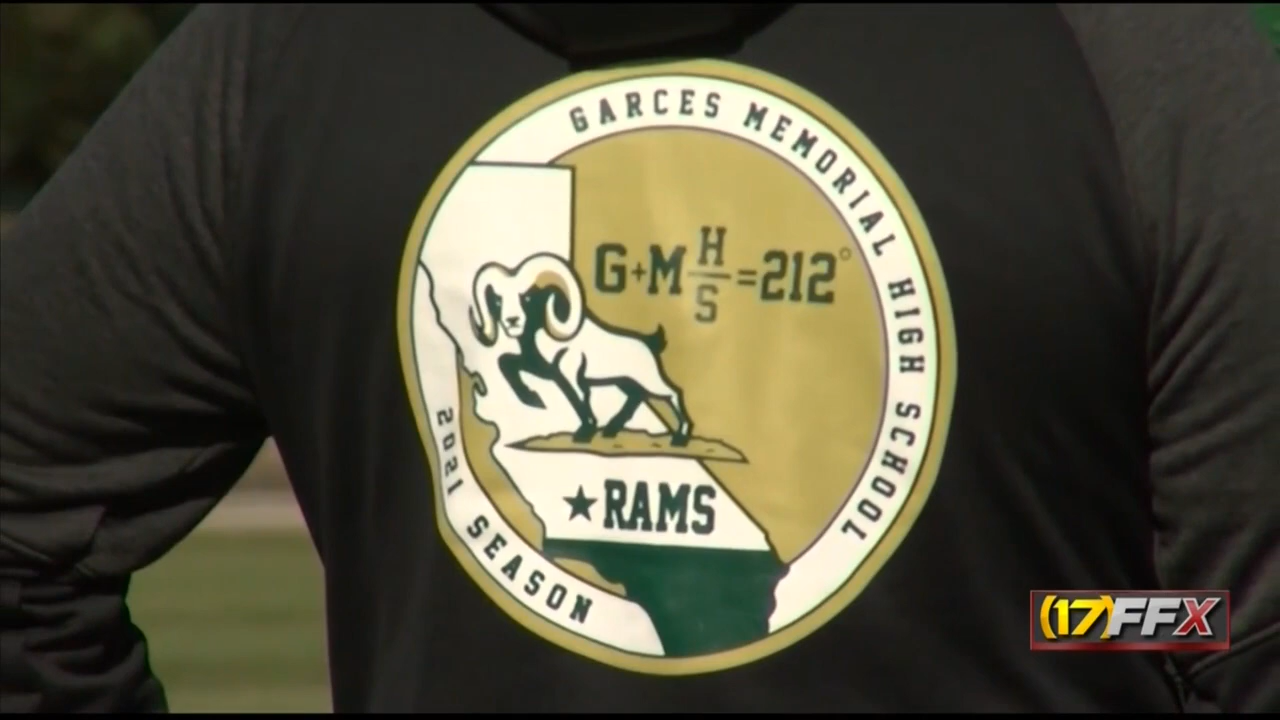 GARCES MEMORIAL HIGH SCHOOL
G+M H/S =212°
★RAMS
2021 SEASON
(17)FFX